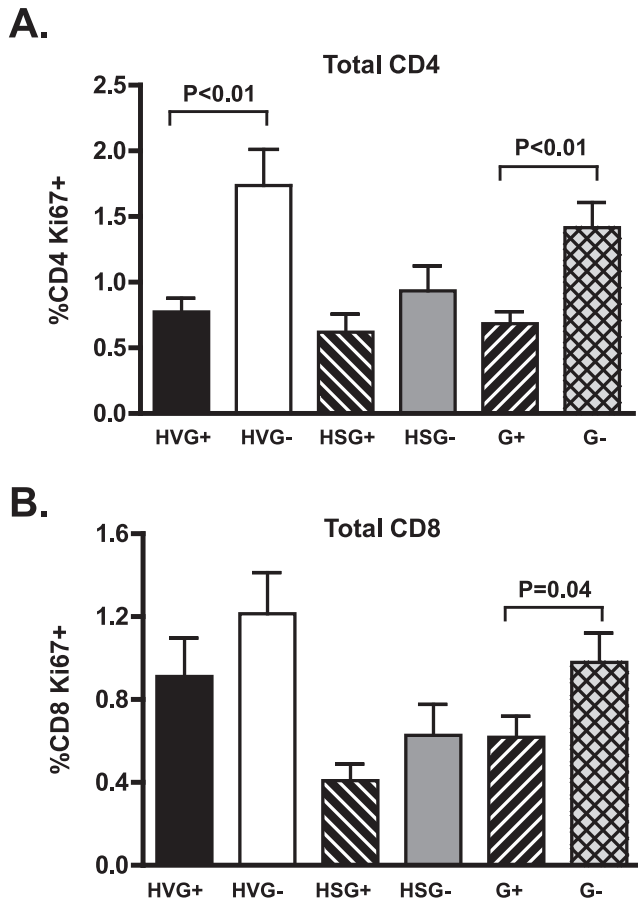 A.
Total CD4
2.5
P<0.01
2.0
P<0.01
1.5
%CD4 Ki67+
1.0
0.5
0.0
HVG+ HVG- HSG+ HSG- G+ G-
B.
Total CD8
1.6
P=0.04
1.2
%CD8 Ki67+
0.8
0.4
0.0
HVG+ HVG- HSG+ HSG- G+ G-